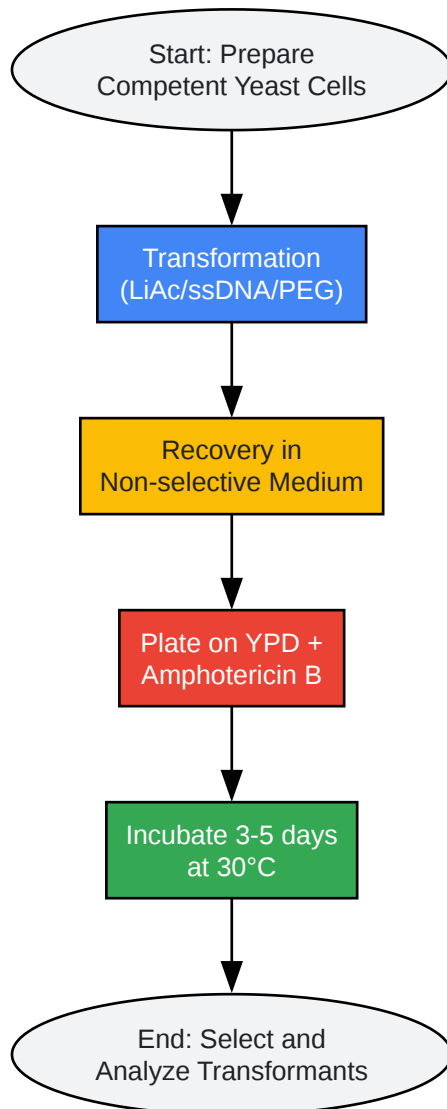 Start: Prepare
Competent Yeast Cells
Transformation
(LiAc/ssDNA/PEG)
Recovery in
Non-selective Medium
Plate on YPD +
Amphotericin B
Incubate 3-5 days
at 30°C
End: Select and
Analyze Transformants